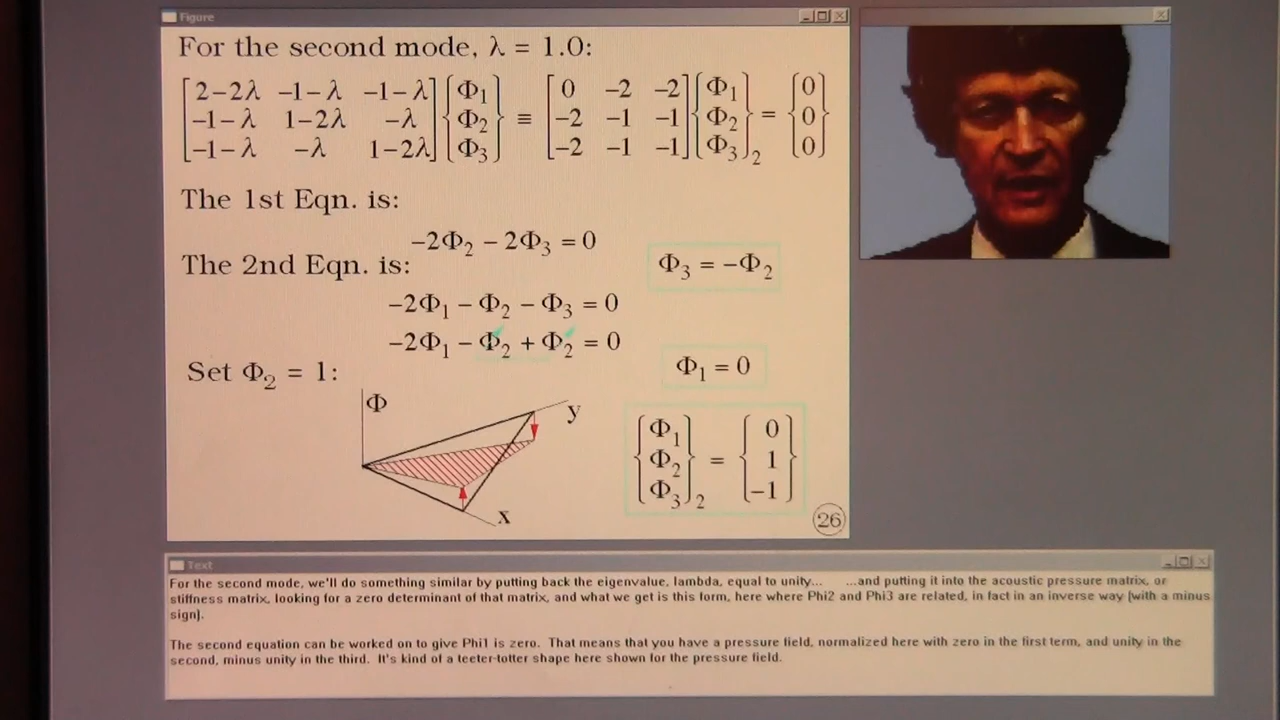 Figure
For the second mode, λ = 1.0:
[2−2λ −1−λ −1−λ] {Φ1} [0 −2 −2] {Φ1} {0}
[−1−λ 1−2λ −λ] {Φ2} ≡ [−2 −1 −1] {Φ2} = {0}
[−1−λ −λ 1−2λ] {Φ3} [−2 −1 −1] {Φ3}2 {0}
The 1st Eqn. is:
−2Φ2 − 2Φ3 = 0
The 2nd Eqn. is:
Φ3 = −Φ2
−2Φ1 − Φ2 − Φ3 = 0
−2Φ1 − Φ2 + Φ2 = 0
Set Φ2 = 1:
Φ1 = 0
Φ
y
x
{Φ1} {0}
{Φ2} = {1}
{Φ3}2 {−1}
26
Text
For the second mode, we'll do something similar by putting back the eigenvalue, lambda, equal to unity... ...and putting it into the acoustic pressure matrix, or
stiffness matrix, looking for a zero determinant of that matrix, and what we get is this form, here where Phi2 and Phi3 are related, in fact in an inverse way (with a minus
sign).
The second equation can be worked on to give Phi1 is zero. That means that you have a pressure field, normalized here with zero in the first term, and unity in the
second, minus unity in the third. It's kind of a teeter-totter shape here shown for the pressure field.